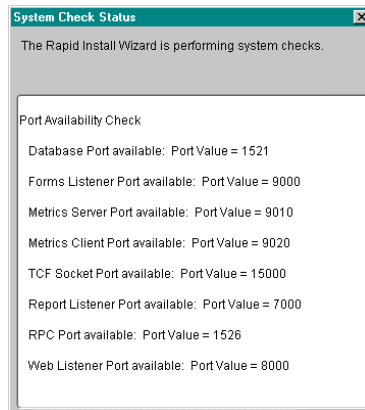 System Check Status
The Rapid Install Wizard is performing system checks.
Port Availability Check
Database Port available: Port Value = 1521
Forms Listener Port available: Port Value = 9000
Metrics Server Port available: Port Value = 9010
Metrics Client Port available: Port Value = 9020
TCF Socket Port available: Port Value = 15000
Report Listener Port available: Port Value = 7000
RPC Port available: Port Value = 1526
Web Listener Port available: Port Value = 8000